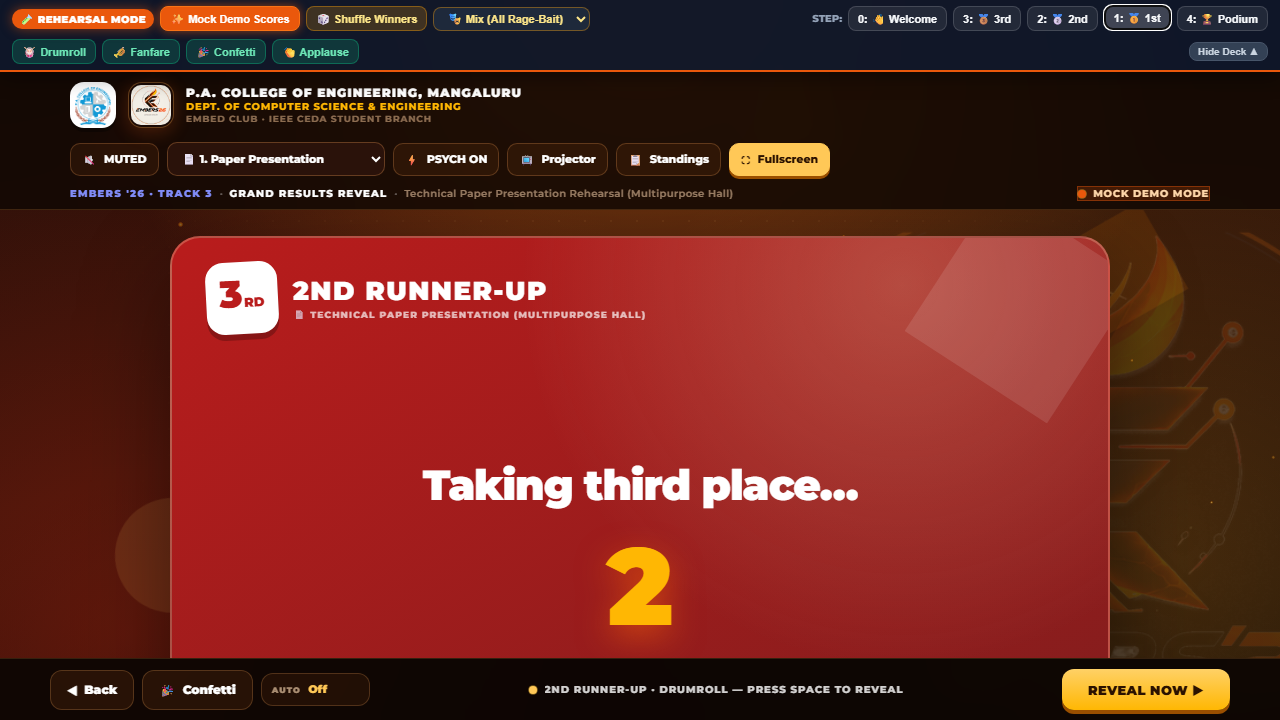 REHEARSAL MODE
Mock Demo Scores
Shuffle Winners
Mix (All Rage-Bait)
STEP:
0: Welcome
3: 3rd
2: 2nd
1: 1st
4: Podium
Drumroll
Fanfare
Confetti
Applause
Hide Deck ▲
P.A. COLLEGE OF ENGINEERING, MANGALURU
DEPT. OF COMPUTER SCIENCE & ENGINEERING
EMBED CLUB · IEEE CEDA STUDENT BRANCH
MUTED
1. Paper Presentation
PSYCH ON
Projector
Standings
Fullscreen
EMBERS '26 • TRACK 3 · GRAND RESULTS REVEAL · Technical Paper Presentation Rehearsal (Multipurpose Hall)
MOCK DEMO MODE
3RD
2ND RUNNER-UP
TECHNICAL PAPER PRESENTATION (MULTIPURPOSE HALL)
Taking third place...
2
◀ Back
Confetti
AUTO Off
2ND RUNNER-UP · DRUMROLL — PRESS SPACE TO REVEAL
REVEAL NOW ▶